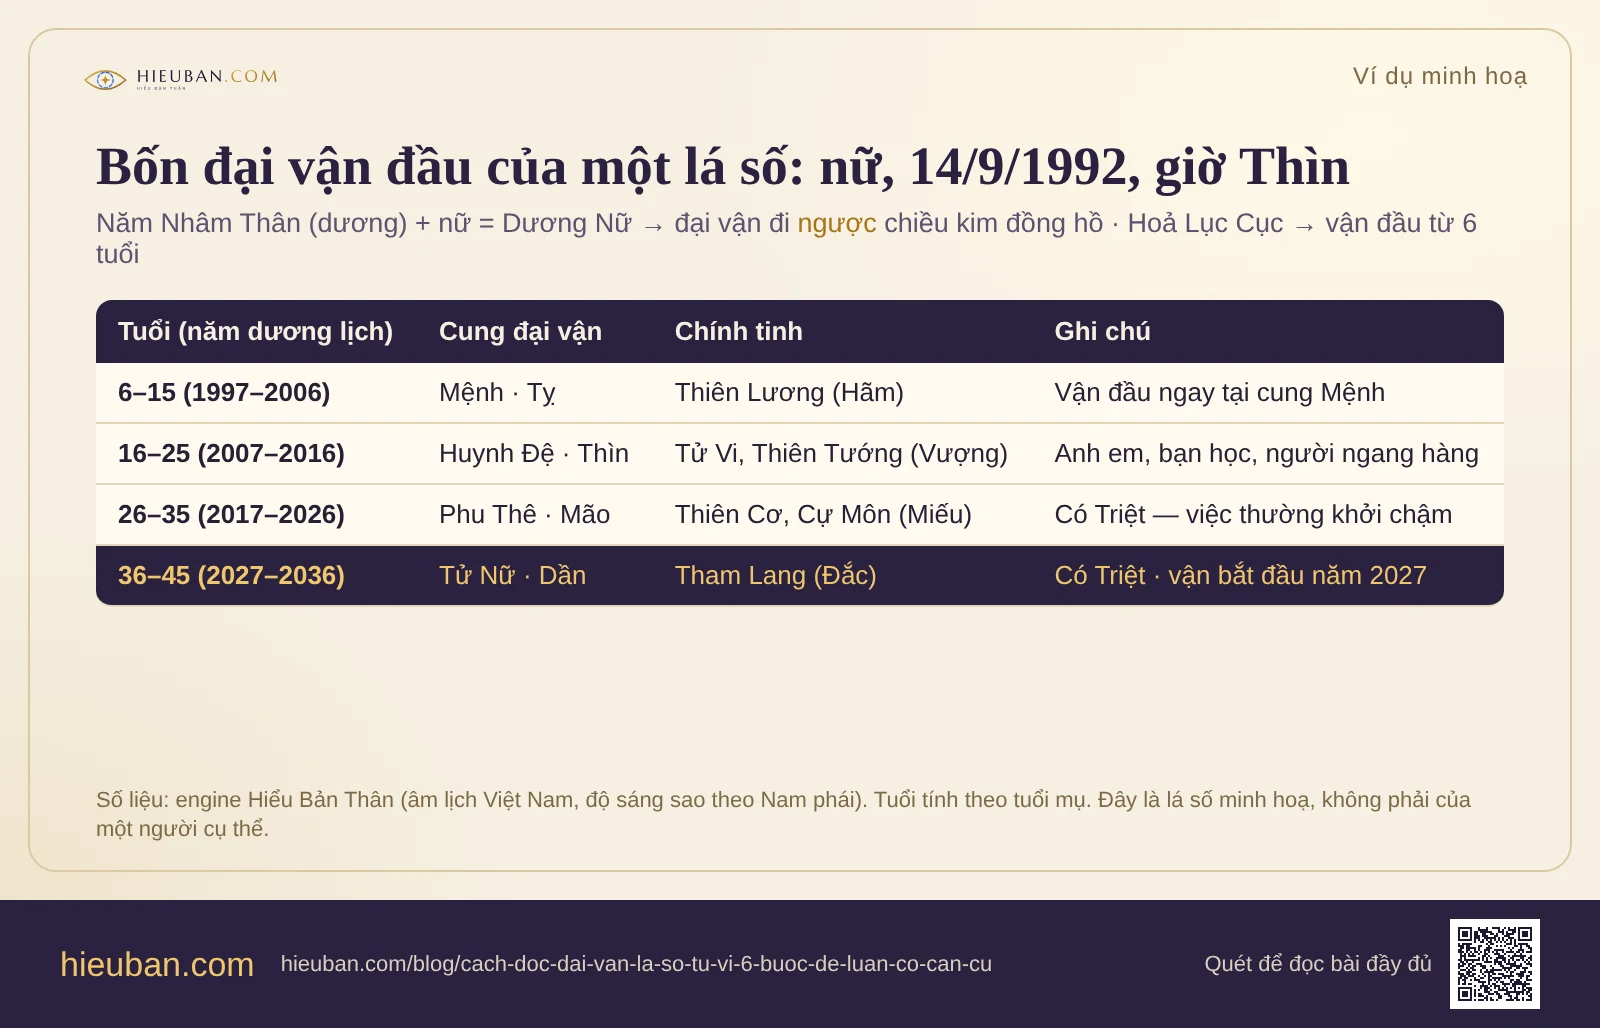 HIEUBAN.COM
HIỂU BẢN THÂN
Ví dụ minh hoạ
Bốn đại vận đầu của một lá số: nữ, 14/9/1992, giờ Thìn
Năm Nhâm Thân (dương) + nữ = Dương Nữ → đại vận đi ngược chiều kim đồng hồ · Hoả Lục Cục → vận đầu từ 6
tuổi
Tuổi (năm dương lịch) Cung đại vận Chính tinh Ghi chú
6–15 (1997–2006) Mệnh · Tỵ Thiên Lương (Hãm) Vận đầu ngay tại cung Mệnh
16–25 (2007–2016) Huynh Đệ · Thìn Tử Vi, Thiên Tướng (Vượng) Anh em, bạn học, người ngang hàng
26–35 (2017–2026) Phu Thê · Mão Thiên Cơ, Cự Môn (Miếu) Có Triệt — việc thường khởi chậm
36–45 (2027–2036) Tử Nữ · Dần Tham Lang (Đắc) Có Triệt · vận bắt đầu năm 2027
Số liệu: engine Hiểu Bản Thân (âm lịch Việt Nam, độ sáng sao theo Nam phái). Tuổi tính theo tuổi mụ. Đây là lá số minh hoạ, không phải của
một người cụ thể.
hieuban.com hieuban.com/blog/cach-doc-dai-van-la-so-tu-vi-6-buoc-de-luan-co-can-cu Quét để đọc bài đầy đủ